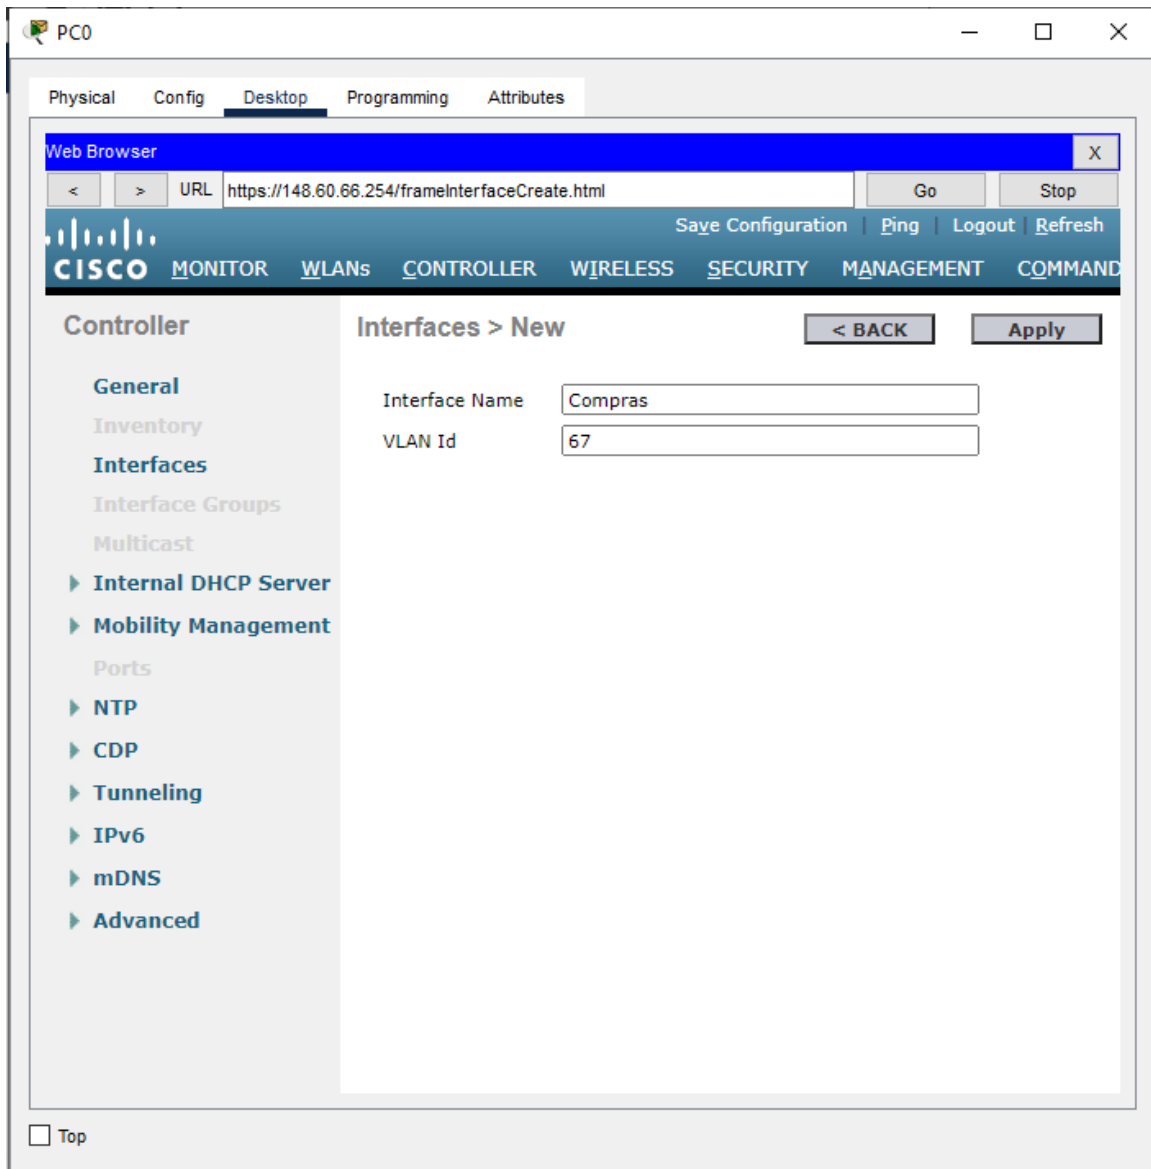 PC0
Physical Config Desktop Programming Attributes
Web Browser X
< > URL https://148.60.66.254/frameInterfaceCreate.html Go Stop
Save Configuration | Ping | Logout | Refresh
CISCO MONITOR WLANs CONTROLLER WIRELESS SECURITY MANAGEMENT COMMAND
Controller
Interfaces > New < BACK Apply
General
Inventory
Interfaces
Interface Groups
Multicast
Internal DHCP Server
Mobility Management
Ports
NTP
CDP
Tunneling
IPv6
mDNS
Advanced
Interface Name Compras
VLAN Id 67
Top